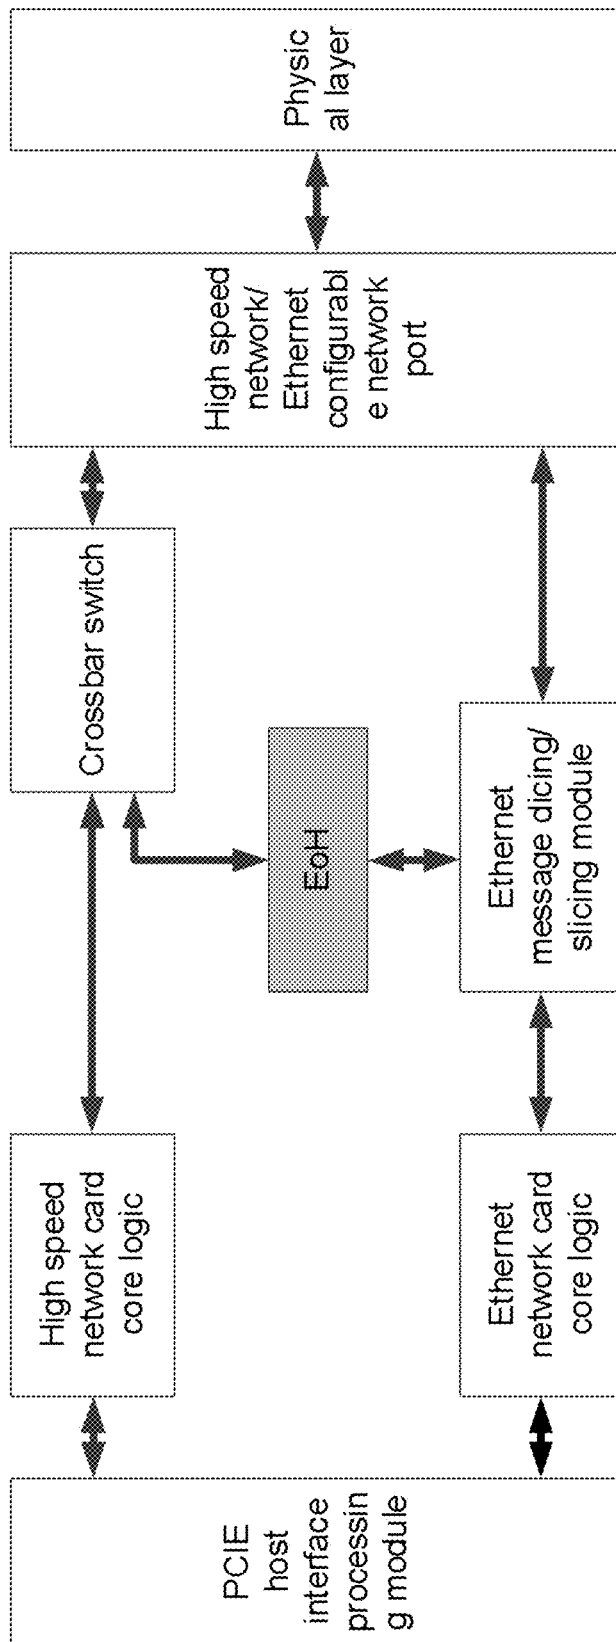 PCIE
host
interface
processin
g module
High speed
network card
core logic
Ethernet
network card
core logic
Crossbar switch
EoH
Ethernet
message dicing/
slicing module
High speed
network/
Ethernet
configurabl
e network
port
Physic
al layer